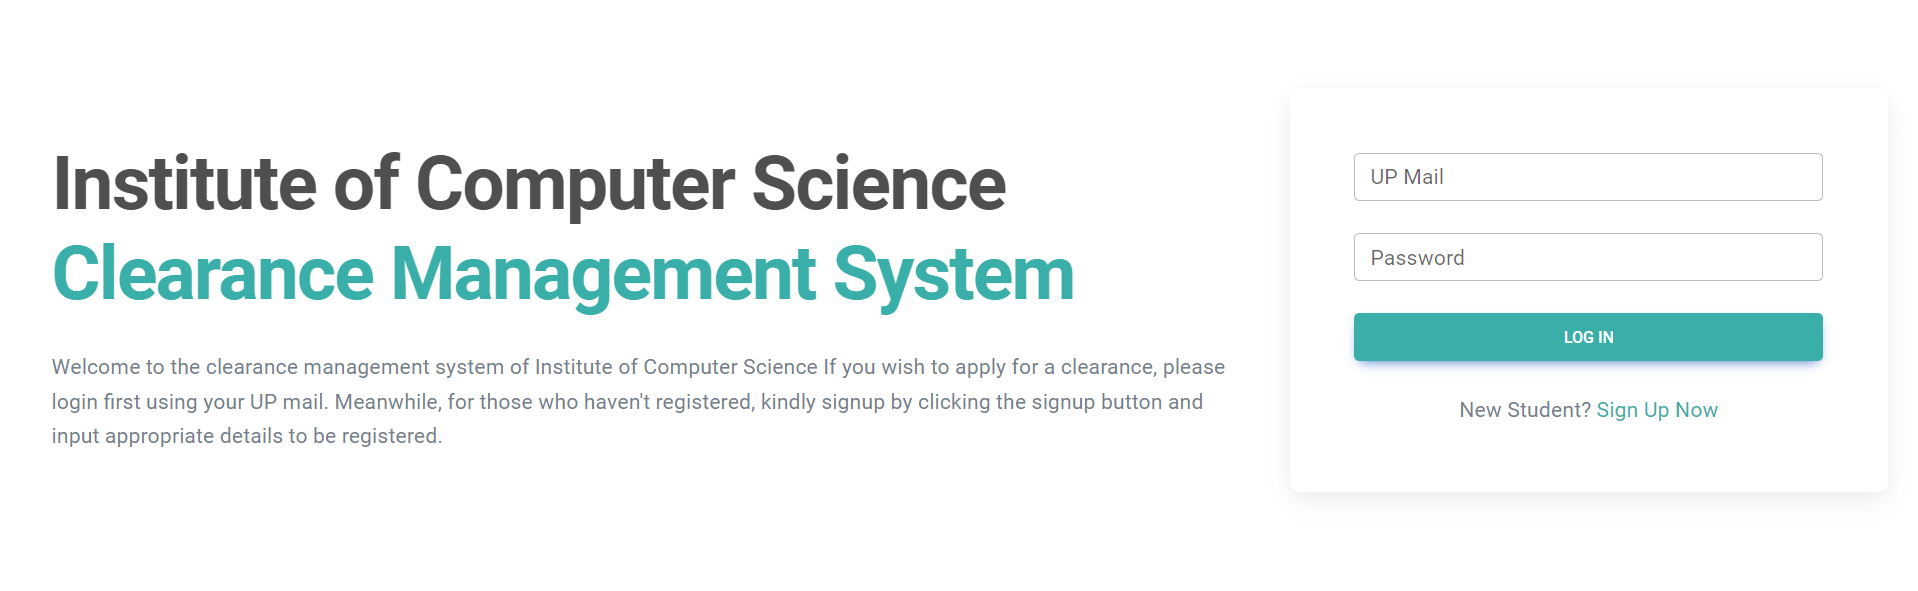 Institute of Computer Science
Clearance Management System
Welcome to the clearance management system of Institute of Computer Science If you wish to apply for a clearance, please
login first using your UP mail. Meanwhile, for those who haven't registered, kindly signup by clicking the signup button and
input appropriate details to be registered.
UP Mail
Password
LOG IN
New Student? Sign Up Now